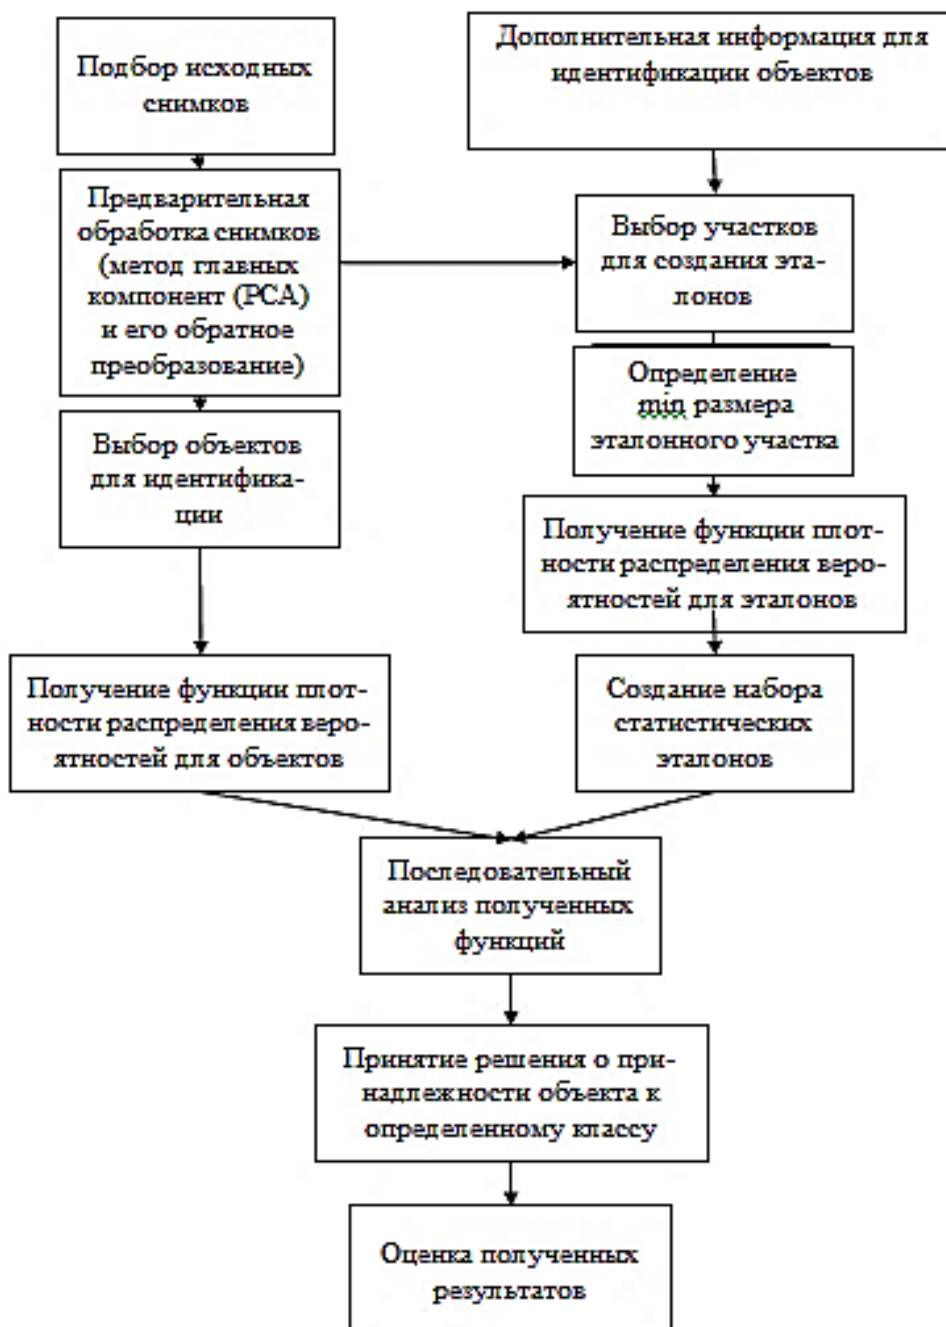 Подбор исходных
снимков
Дополнительная информация для
идентификации объектов
Предварительная
обработка снимков
(метод главных
компонент (PCA)
и его обратное
преобразование)
Выбор участков
для создания эта-
лонов
Определение
min размера
эталонного участка
Выбор объектов
для идентифика-
ции
Получение функции плот-
ности распределения веро-
ятностей для эталонов
Получение функции плот-
ности распределения веро-
ятностей для объектов
Создание набора
статистических
эталонов
Последовательный
анализ полученных
функций
Принятие решения о при-
надлежности объекта к
определенному классу
Оценка полученных
результатов